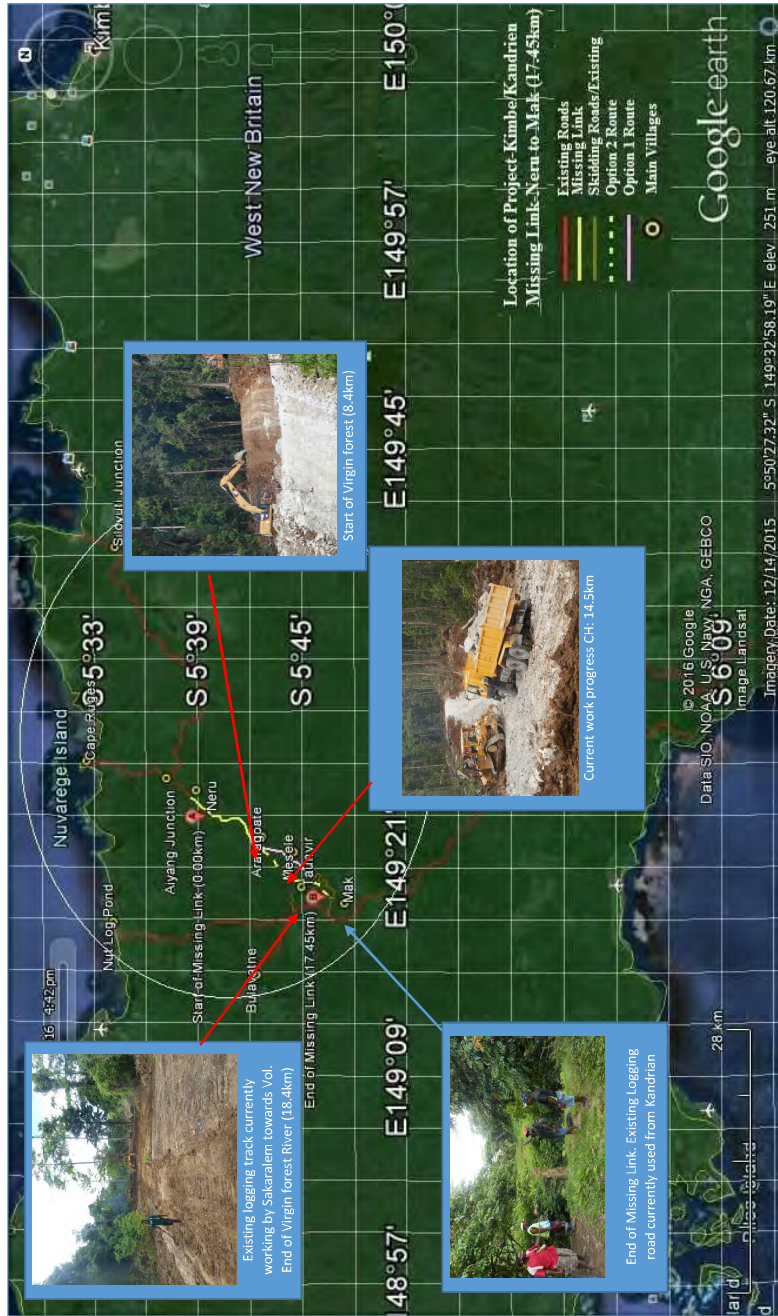 16 4:42 pm
N
Kimb
Nuvarege Island
Cape Ruges
Nut Log Pond
Silovuti Junction
West New Britain
Aiyang Junction
Neru
Start of Missing Link (0.00km)
Mesele
Mak
End of Missing Link (17.45km)
S 5°33'
S 5°39'
S 5°45'
S 6°09'
E149°09'
E149°21'
E149°45'
E149°57'
E150°0
Existing logging track currently
working by Sakaralem towards Vol.
End of Virgin forest River (18.4km)
Start of Virgin forest (8.4km)
Current work progress CH: 14.5km
End of Missing Link. Existing Logging
road currently used from Kandrian
Location of Project-Kimbe/Kandrien
Missing Link-Neru to Mak (17.45km)
Existing Roads
Missing Link
Skidding Roads/Existing
Option 2 Route
Option 1 Route
Main Villages
28 km
© 2016 Google
Data SIO, NOAA, U.S. Navy, NGA, GEBCO
Image Landsat
Google earth
Imagery Date: 12/14/2015 5°50'27.32" S 149°32'58.19" E elev 251 m eye alt 120.67 km